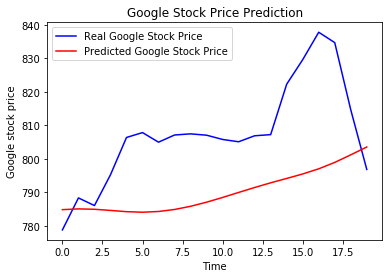 Google Stock Price Prediction
Real Google Stock Price
Predicted Google Stock Price
Google stock price
840
830
820
810
800
790
780
0.0 2.5 5.0 7.5 10.0 12.5 15.0 17.5
Time